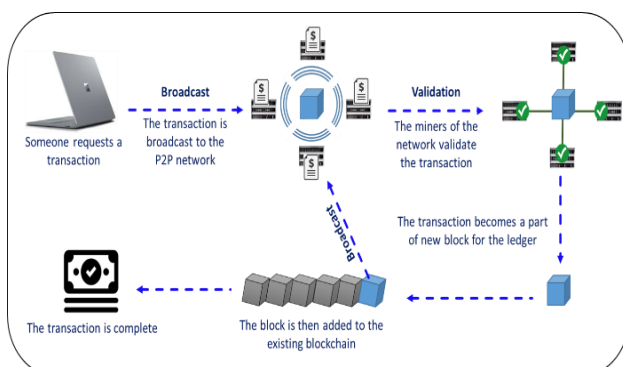 Broadcast
The transaction is
broadcast to the
P2P network
Someone requests a
transaction
$
$
$
$
Validation
The miners of the
network validate
the transaction
The transaction becomes a part
of new block for the ledger
Broadcast
The block is then added to the
existing blockchain
The transaction is complete